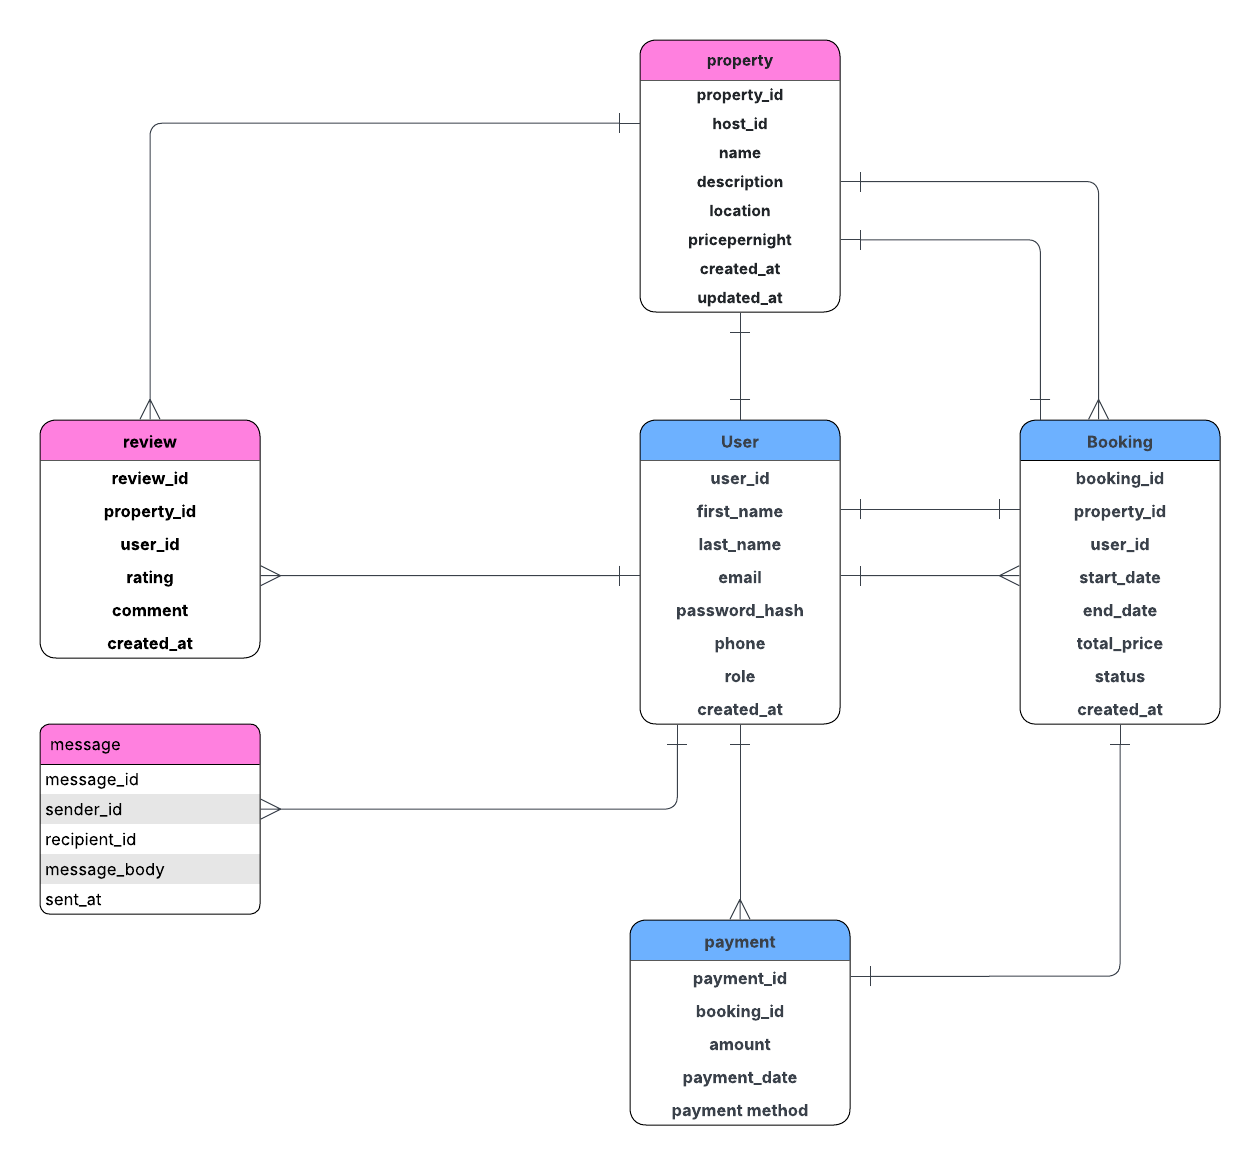 property
property_id
host_id
name
description
location
pricepernight
created_at
updated_at
review
review_id
property_id
user_id
rating
comment
created_at
User
user_id
first_name
last_name
email
password_hash
phone
role
created_at
Booking
booking_id
property_id
user_id
start_date
end_date
total_price
status
created_at
message
message_id
sender_id
recipient_id
message_body
sent_at
payment
payment_id
booking_id
amount
payment_date
payment method